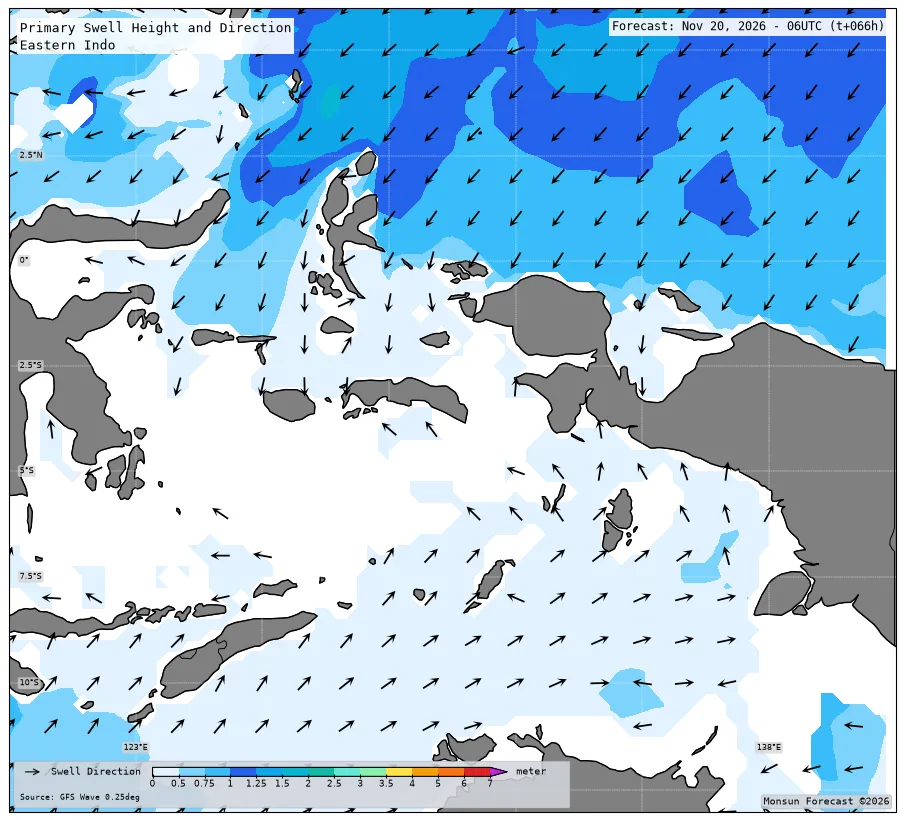 Primary Swell Height and Direction
Eastern Indo
Forecast: Nov 20, 2026 - 06UTC (t+066h)
2.5°N
0°
2.5°S
5°S
7.5°S
10°S
123°E
138°E
Swell Direction
0 0.5 0.75 1 1.25 1.5 2 2.5 3 3.5 4 5 6 7
meter
Source: GFS Wave 0.25deg
Monsun Forecast ©2026